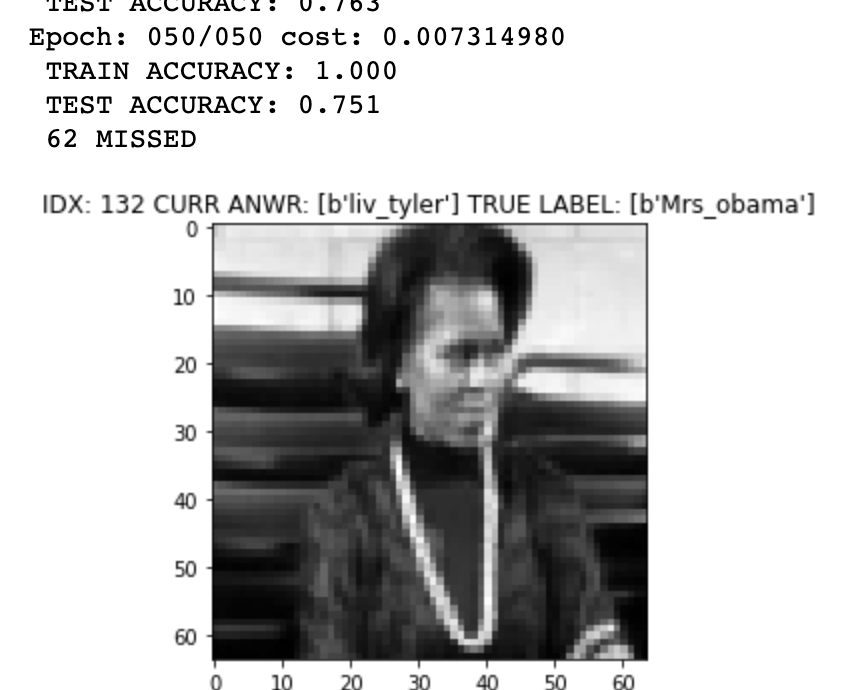 TEST ACCURACY: 0.763
Epoch: 050/050 cost: 0.007314980
TRAIN ACCURACY: 1.000
TEST ACCURACY: 0.751
62 MISSED
IDX: 132 CURR ANWR: [b'liv_tyler'] TRUE LABEL: [b'Mrs_obama']
0
10
20
30
40
50
60
0 10 20 30 40 50 60